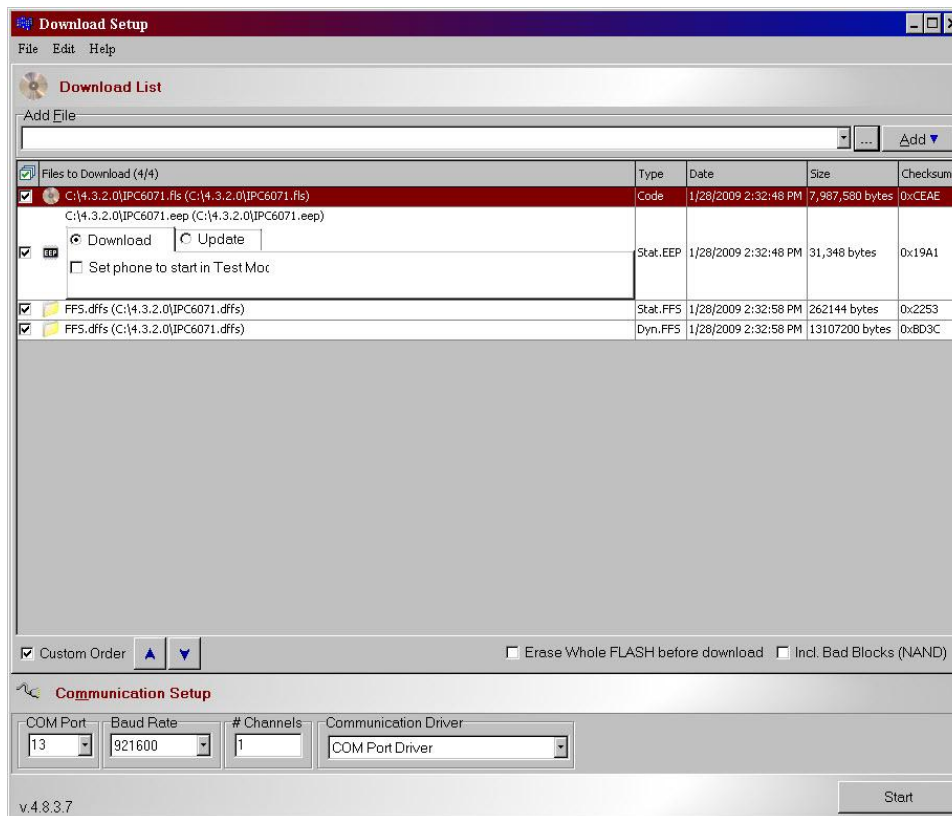 Download Setup
File Edit Help
Download List
Add File
... Add
Files to Download (4/4) Type Date Size Checksum
C:\4.3.2.0\IPC6071.fls (C:\4.3.2.0\IPC6071.fls) Code 1/28/2009 2:32:48 PM 7,987,580 bytes 0xCEAE
C:\4.3.2.0\IPC6071.eep (C:\4.3.2.0\IPC6071.eep)
Download Update
EEP Stat.EEP 1/28/2009 2:32:48 PM 31,348 bytes 0x19A1
Set phone to start in Test Moc
FFS.dffs (C:\4.3.2.0\IPC6071.dffs) Stat.FFS 1/28/2009 2:32:58 PM 262144 bytes 0x2253
FFS.dffs (C:\4.3.2.0\IPC6071.dffs) Dyn.FFS 1/28/2009 2:32:58 PM 13107200 bytes 0xBD3C
Custom Order Erase Whole FLASH before download Incl. Bad Blocks (NAND)
Communication Setup
COM Port Baud Rate # Channels Communication Driver
13 921600 1 COM Port Driver
Start
v.4.8.3.7